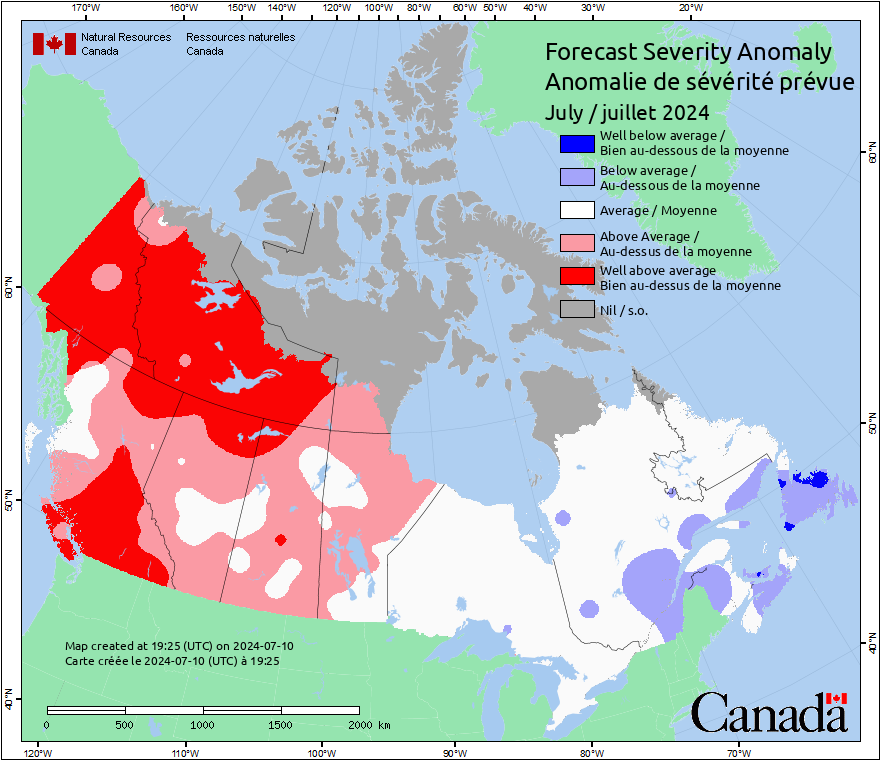 170°W 160°W 150°W 140°W 130°W 120°W 110°W 100°W 90°W 80°W 70°W 60°W 50°W 40°W 30°W 20°W
Natural Resources Ressources naturelles
Canada Canada
Forecast Severity Anomaly
Anomalie de sévérité prévue
July / juillet 2024
Well below average /
Bien au-dessous de la moyenne
Below average /
Au-dessous de la moyenne
Average / Moyenne
Above Average /
Au-dessus de la moyenne
Well above average
Bien au-dessus de la moyenne
Nil / s.o.
60°N
50°N
40°N
60°N
50°N
40°N
Map created at 19:25 (UTC) on 2024-07-10
Carte créée le 2024-07-10 (UTC) à 19:25
0 500 1000 1500 2000 km
Canada
120°W 110°W 100°W 90°W 80°W 70°W